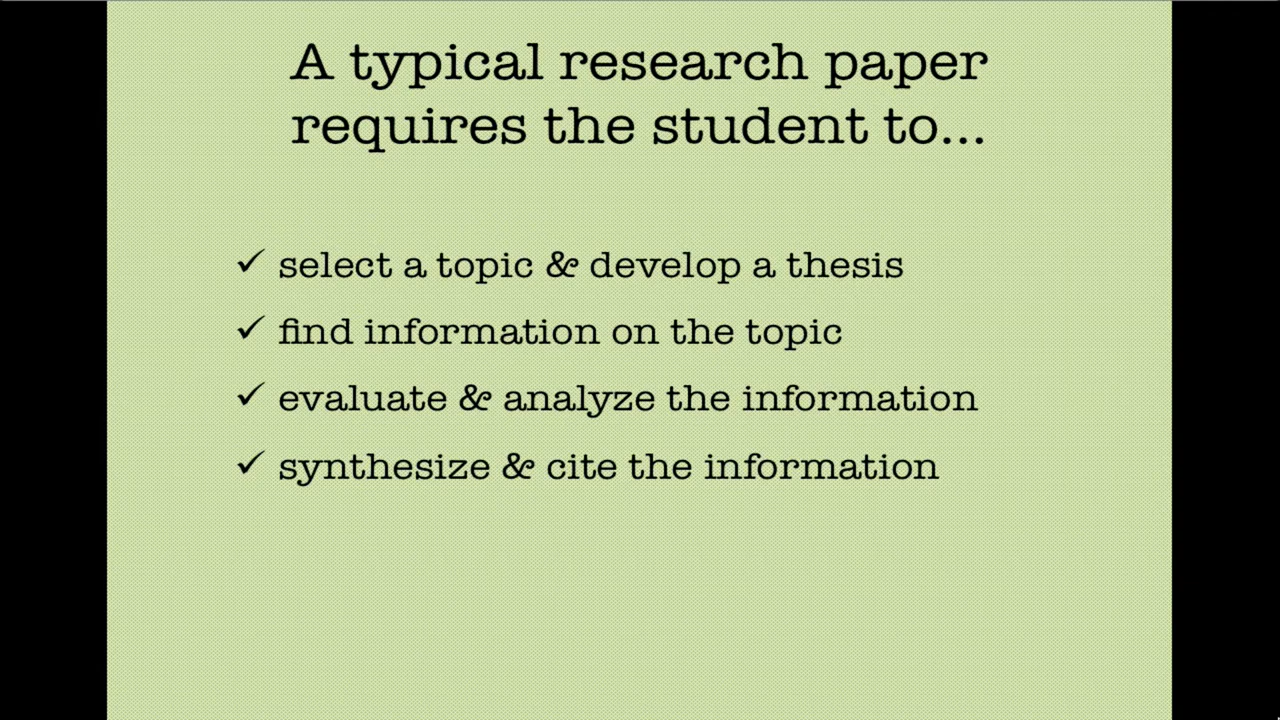 A typical research paper
requires the student to...
✓ select a topic & develop a thesis
✓ find information on the topic
✓ evaluate & analyze the information
✓ synthesize & cite the information